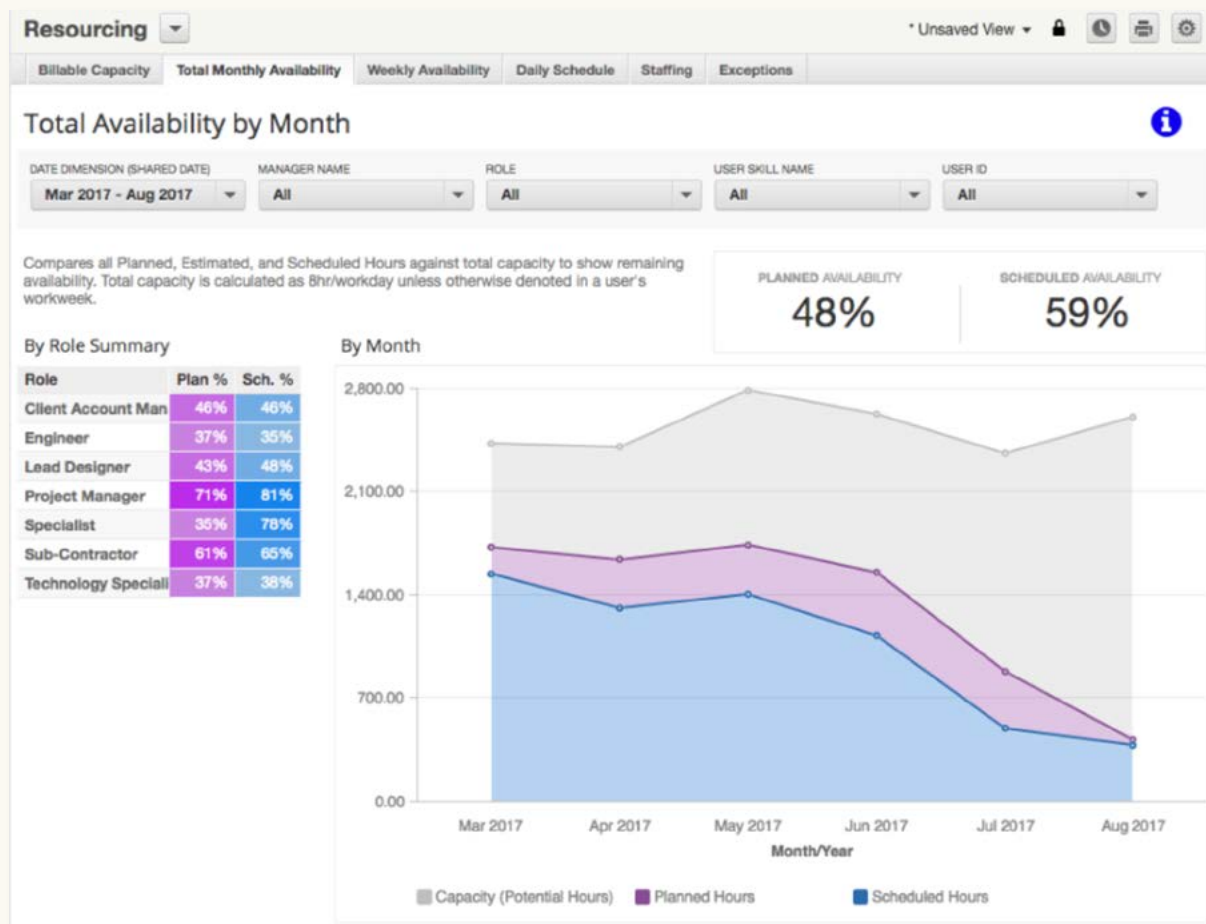 Resourcing
* Unsaved View
Billable Capacity Total Monthly Availability Weekly Availability Daily Schedule Staffing Exceptions
Total Availability by Month
i
DATE DIMENSION (SHARED DATE) MANAGER NAME ROLE USER SKILL NAME USER ID
Mar 2017 - Aug 2017 All All All All
Compares all Planned, Estimated, and Scheduled Hours against total capacity to show remaining
availability. Total capacity is calculated as 8hr/workday unless otherwise denoted in a user's
workweek.
PLANNED AVAILABILITY SCHEDULED AVAILABILITY
48% 59%
By Role Summary
Role Plan % Sch. %
Client Account Man 46% 46%
Engineer 37% 35%
Lead Designer 43% 48%
Project Manager 71% 81%
Specialist 35% 78%
Sub-Contractor 61% 65%
Technology Speciali 37% 38%
By Month
2,800.00
2,100.00
1,400.00
700.00
0.00
Mar 2017 Apr 2017 May 2017 Jun 2017 Jul 2017 Aug 2017
Month/Year
Capacity (Potential Hours) Planned Hours Scheduled Hours